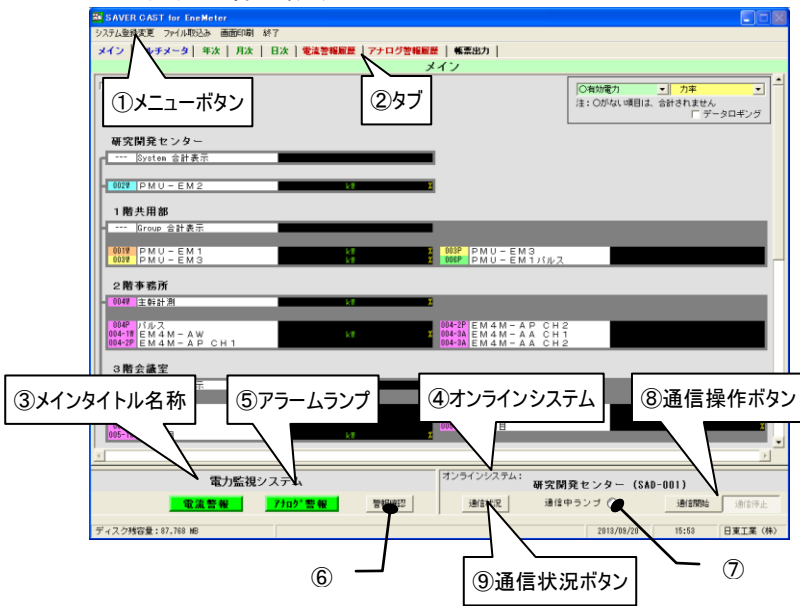 SAVER CAST for EneMeter
システム登録変更 ファイル取込み 画面印刷 終了
メイン チメータ 年次 月次 日次 電流警報履歴 アナログ警報履歴 帳票出力
メイン
①メニューボタン
②タブ
○有効電力 力率
注：○がない項目は、合計されません
データロギング
研究開発センター
--- System 合計表示
002W PMU-EM2 kW %
1階共用部
--- Group 合計表示
001W PMU-EM1 kW %
003P PMU-EM3
003W PMU-EM3 kW %
006P PMU-EM1パルス
2階事務所
004W 主幹計測 kW %
004P パルス
004-2P EM4M-AP CH2
004-1W EM4M-AW kW %
004-3A EM4M-AA CH1
004-2P EM4M-AP CH1
004-3A EM4M-AA CH2
3階会議室
③メインタイトル名称
⑤アラームランプ
④オンラインシステム
⑧通信操作ボタン
電力監視システム
オンラインシステム：
研究開発センター (SAD-001)
電流警報 アナログ警報 警報確認
通信状況 通信中ランプ 通信開始 通信停止
ディスク残容量：87,768 MB 2013/09/20 15:53 日東工業（株）
⑥
⑨通信状況ボタン
⑦